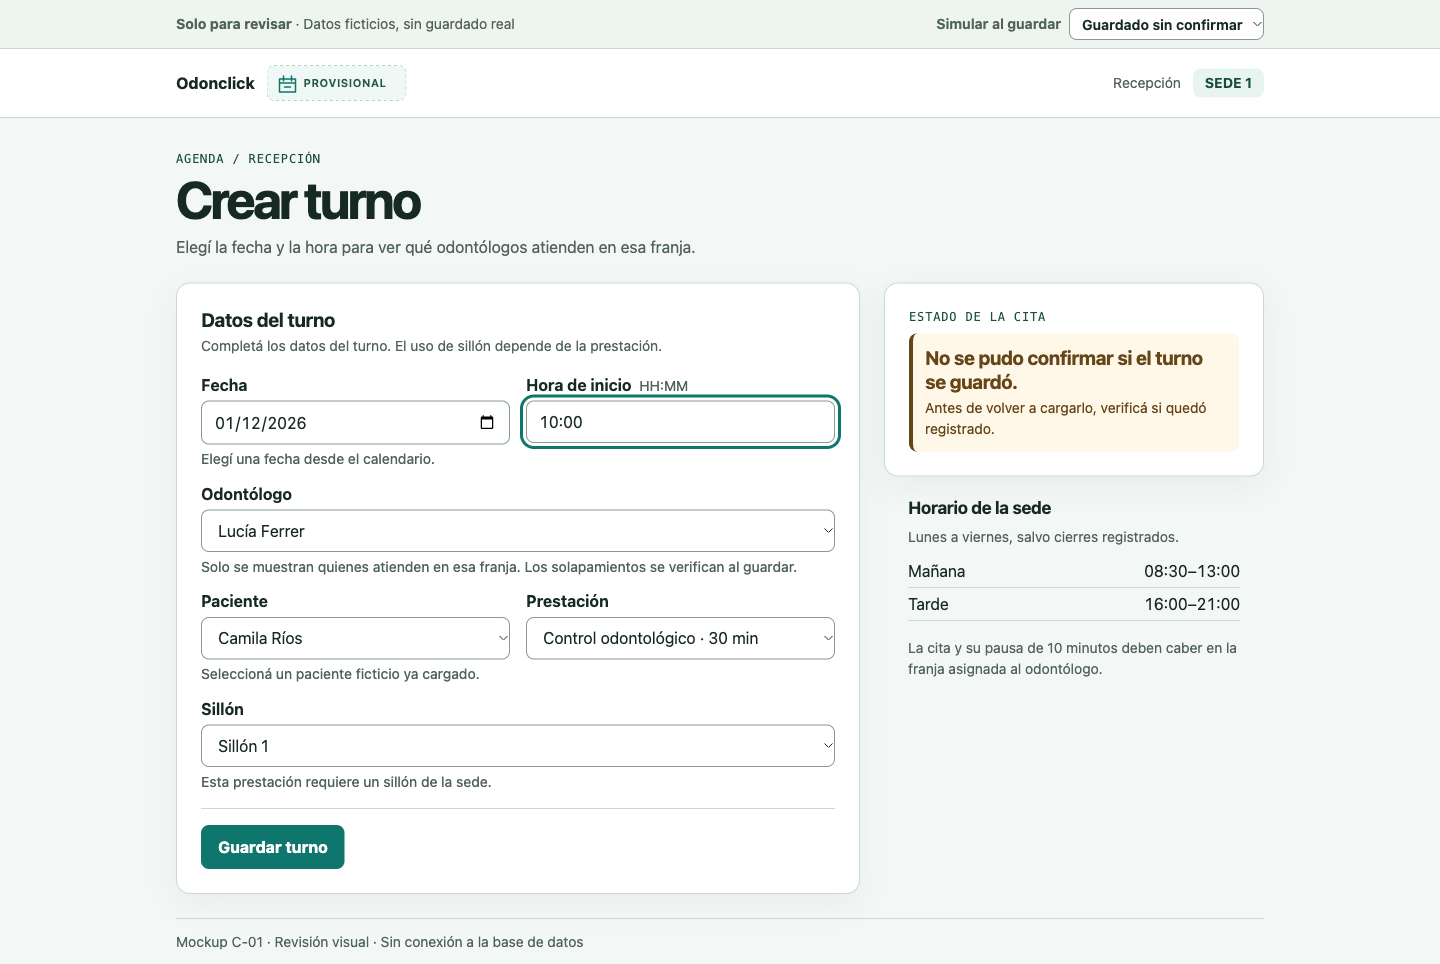 Solo para revisar · Datos ficticios, sin guardado real
Simular al guardar Guardado sin confirmar
Odonclick PROVISIONAL
Recepción SEDE 1
AGENDA / RECEPCIÓN
Crear turno
Elegí la fecha y la hora para ver qué odontólogos atienden en esa franja.
Datos del turno
Completá los datos del turno. El uso de sillón depende de la prestación.
Fecha
01/12/2026
Elegí una fecha desde el calendario.
Hora de inicio HH:MM
10:00
Odontólogo
Lucía Ferrer
Solo se muestran quienes atienden en esa franja. Los solapamientos se verifican al guardar.
Paciente
Camila Ríos
Seleccioná un paciente ficticio ya cargado.
Prestación
Control odontológico · 30 min
Sillón
Sillón 1
Esta prestación requiere un sillón de la sede.
Guardar turno
ESTADO DE LA CITA
No se pudo confirmar si el turno
se guardó.
Antes de volver a cargarlo, verificá si quedó
registrado.
Horario de la sede
Lunes a viernes, salvo cierres registrados.
Mañana 08:30–13:00
Tarde 16:00–21:00
La cita y su pausa de 10 minutos deben caber en la
franja asignada al odontólogo.
Mockup C-01 · Revisión visual · Sin conexión a la base de datos